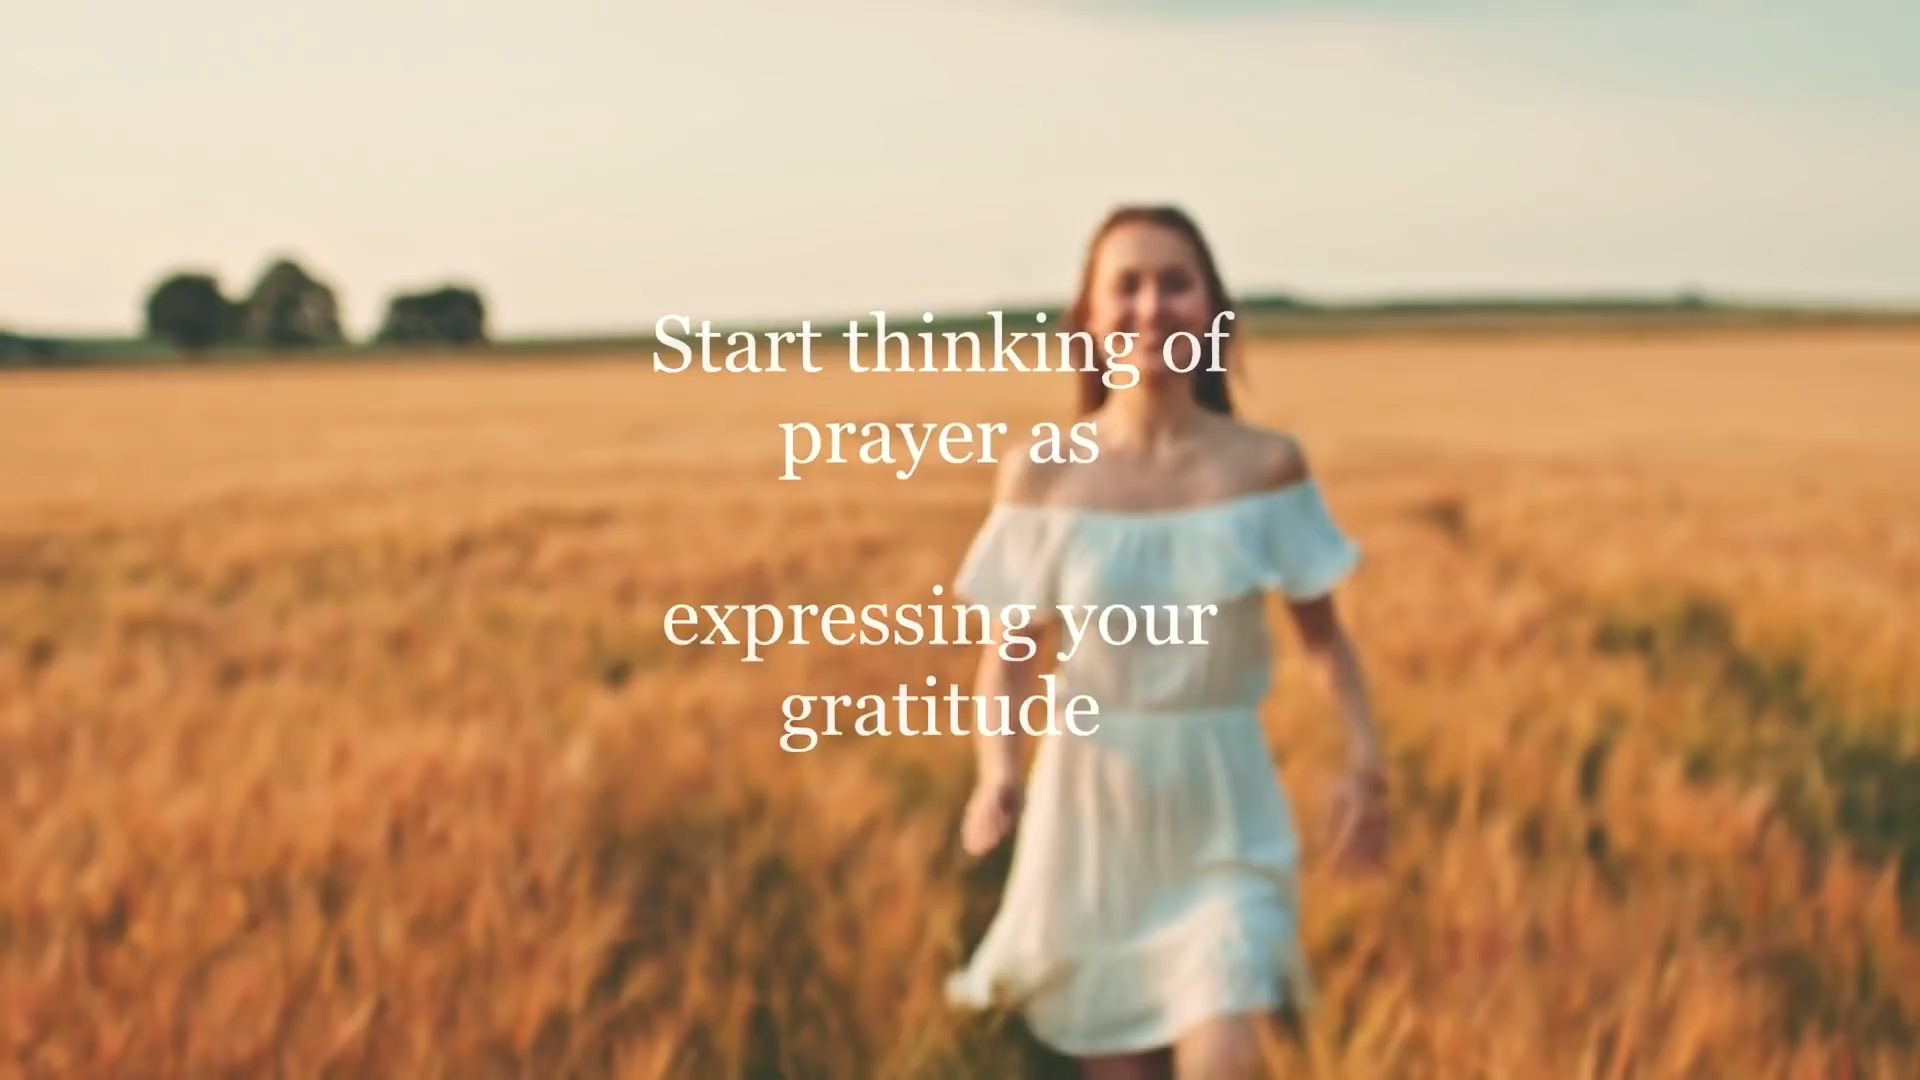 Start thinking of
prayer as
expressing your
gratitude